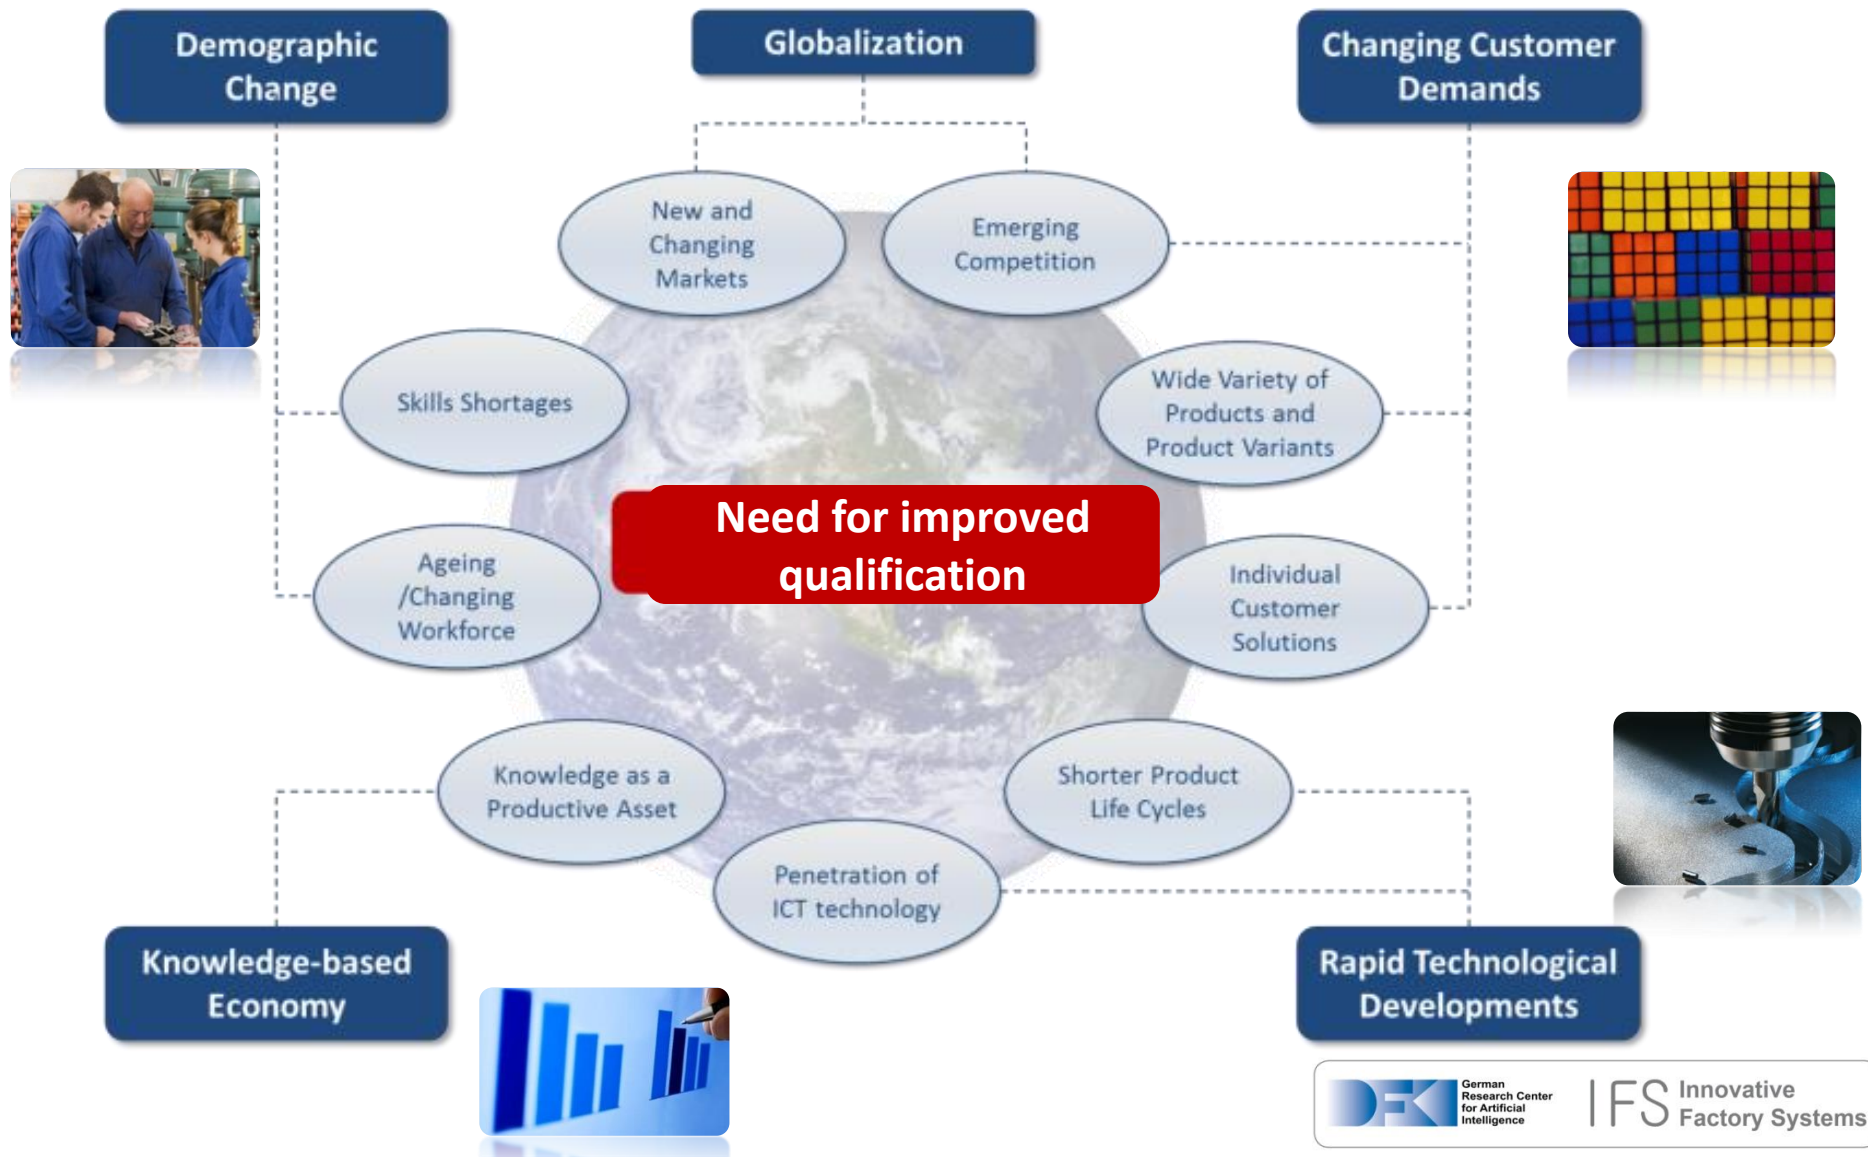 Demographic
Change
Globalization
Changing Customer
Demands
New and
Changing
Markets
Emerging
Competition
Skills Shortages
Wide Variety of
Products and
Product Variants
Need for improved
qualification
Ageing
/Changing
Workforce
Individual
Customer
Solutions
Knowledge as a
Productive Asset
Shorter Product
Life Cycles
Penetration of
ICT technology
Knowledge-based
Economy
Rapid Technological
Developments
DFKI
German
Research Center
for Artificial
Intelligence
IFS
Innovative
Factory Systems